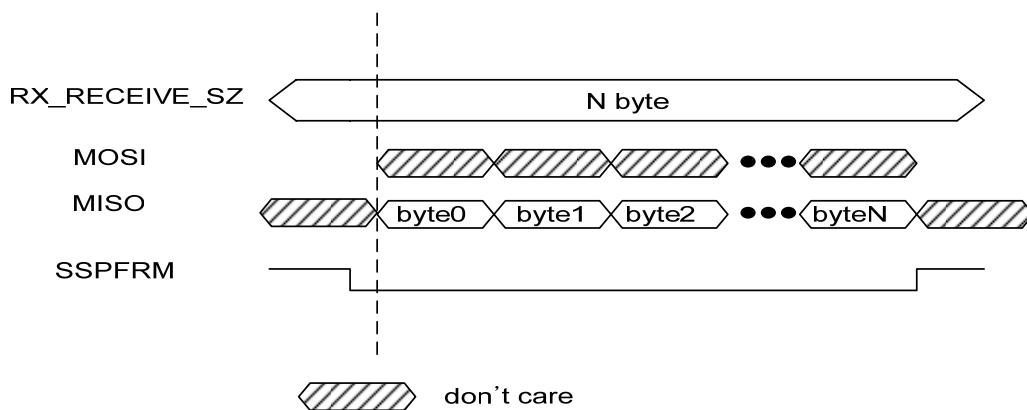 RX_RECEIVE_SZ N byte
MOSI
MISO byte0 byte1 byte2 byteN
SSPFRM
don't care